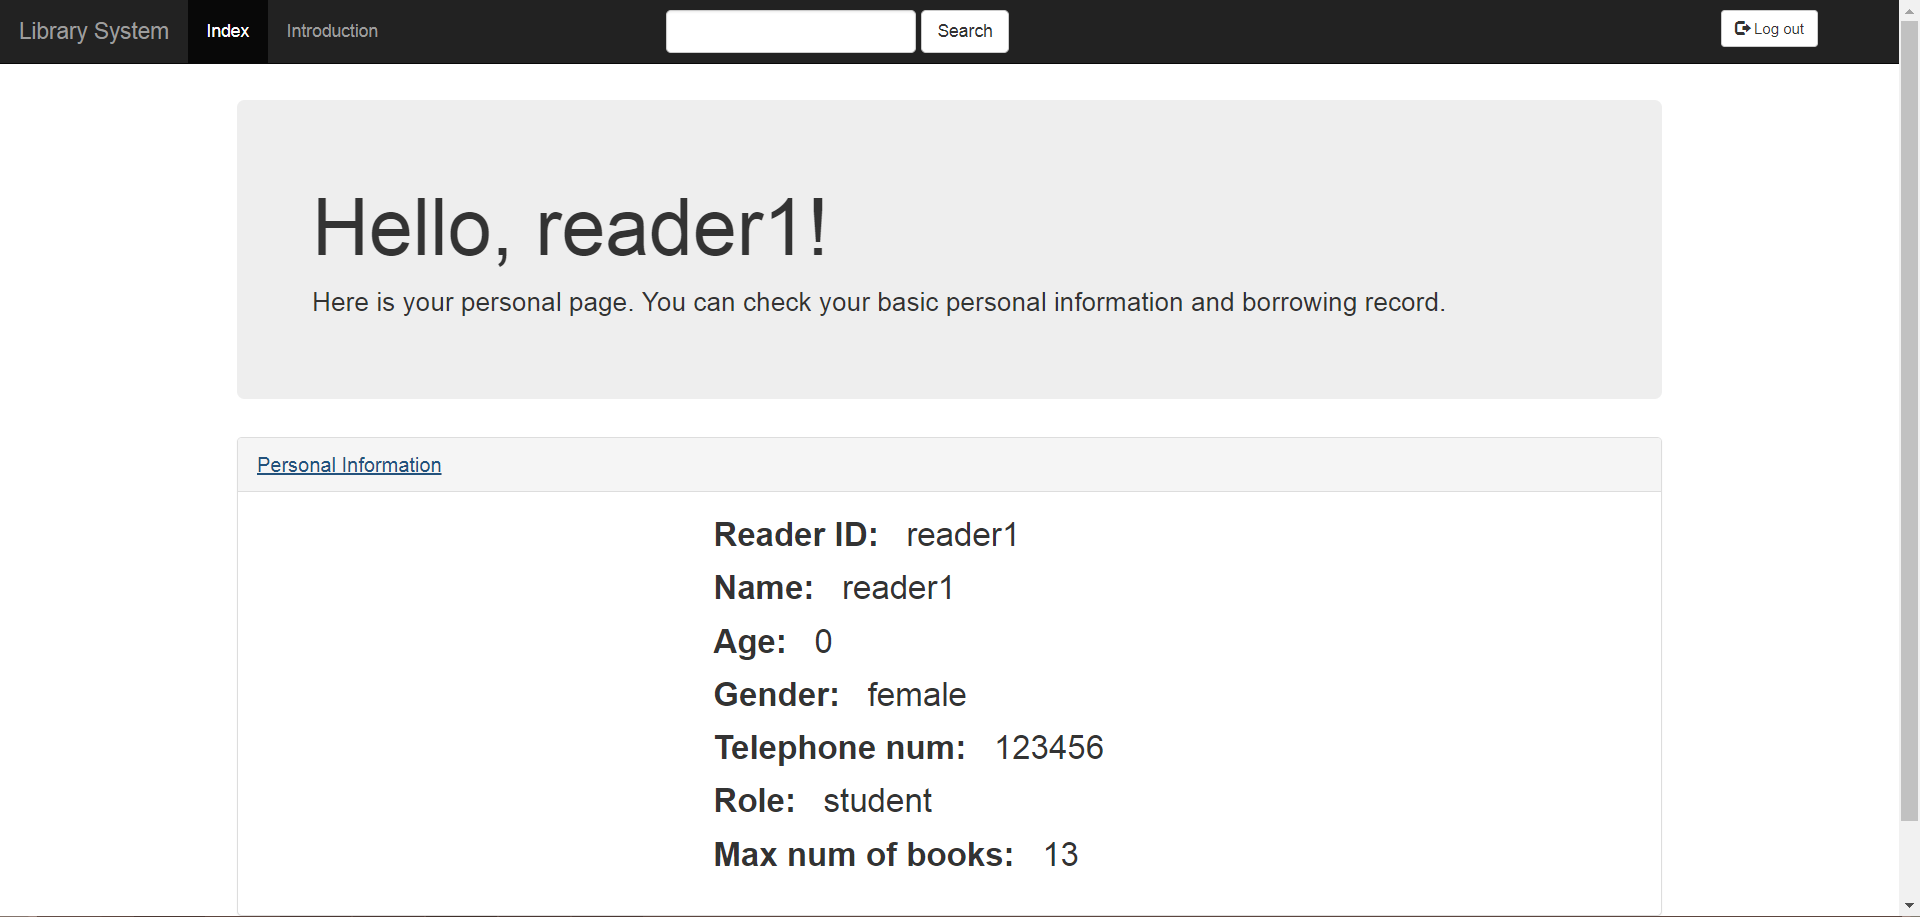 Library System Index Introduction Search Log out
Hello, reader1!
Here is your personal page. You can check your basic personal information and borrowing record.
Personal Information
Reader ID: reader1
Name: reader1
Age: 0
Gender: female
Telephone num: 123456
Role: student
Max num of books: 13